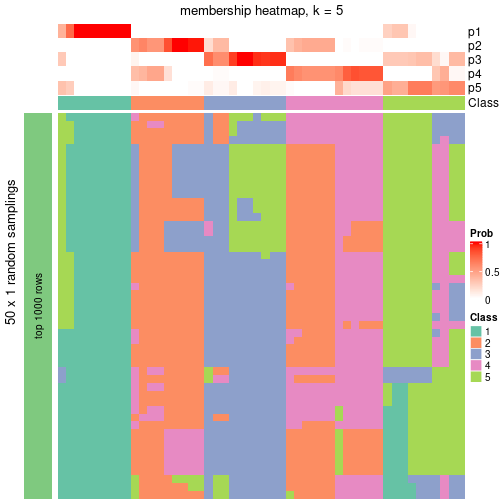 membership heatmap, k = 5
p1
p2
p3
p4
p5
Class
50 x 1 random samplings
top 1000 rows
Prob
1
0.5
0
Class
1
2
3
4
5